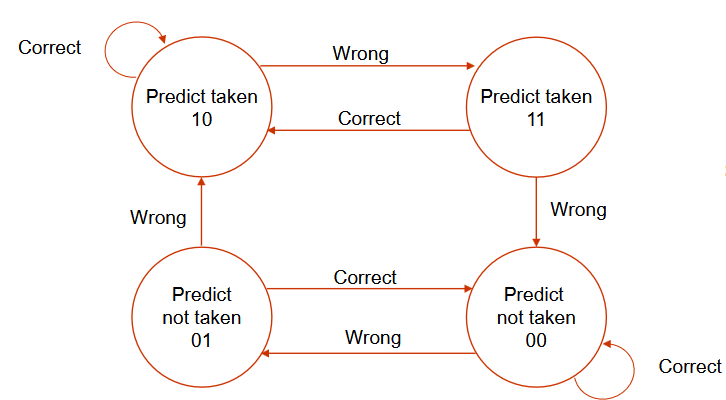 Correct
Wrong
Predict taken
10
Predict taken
11
Correct
Wrong
Wrong
Predict
not taken
01
Correct
Predict
not taken
00
Wrong
Correct